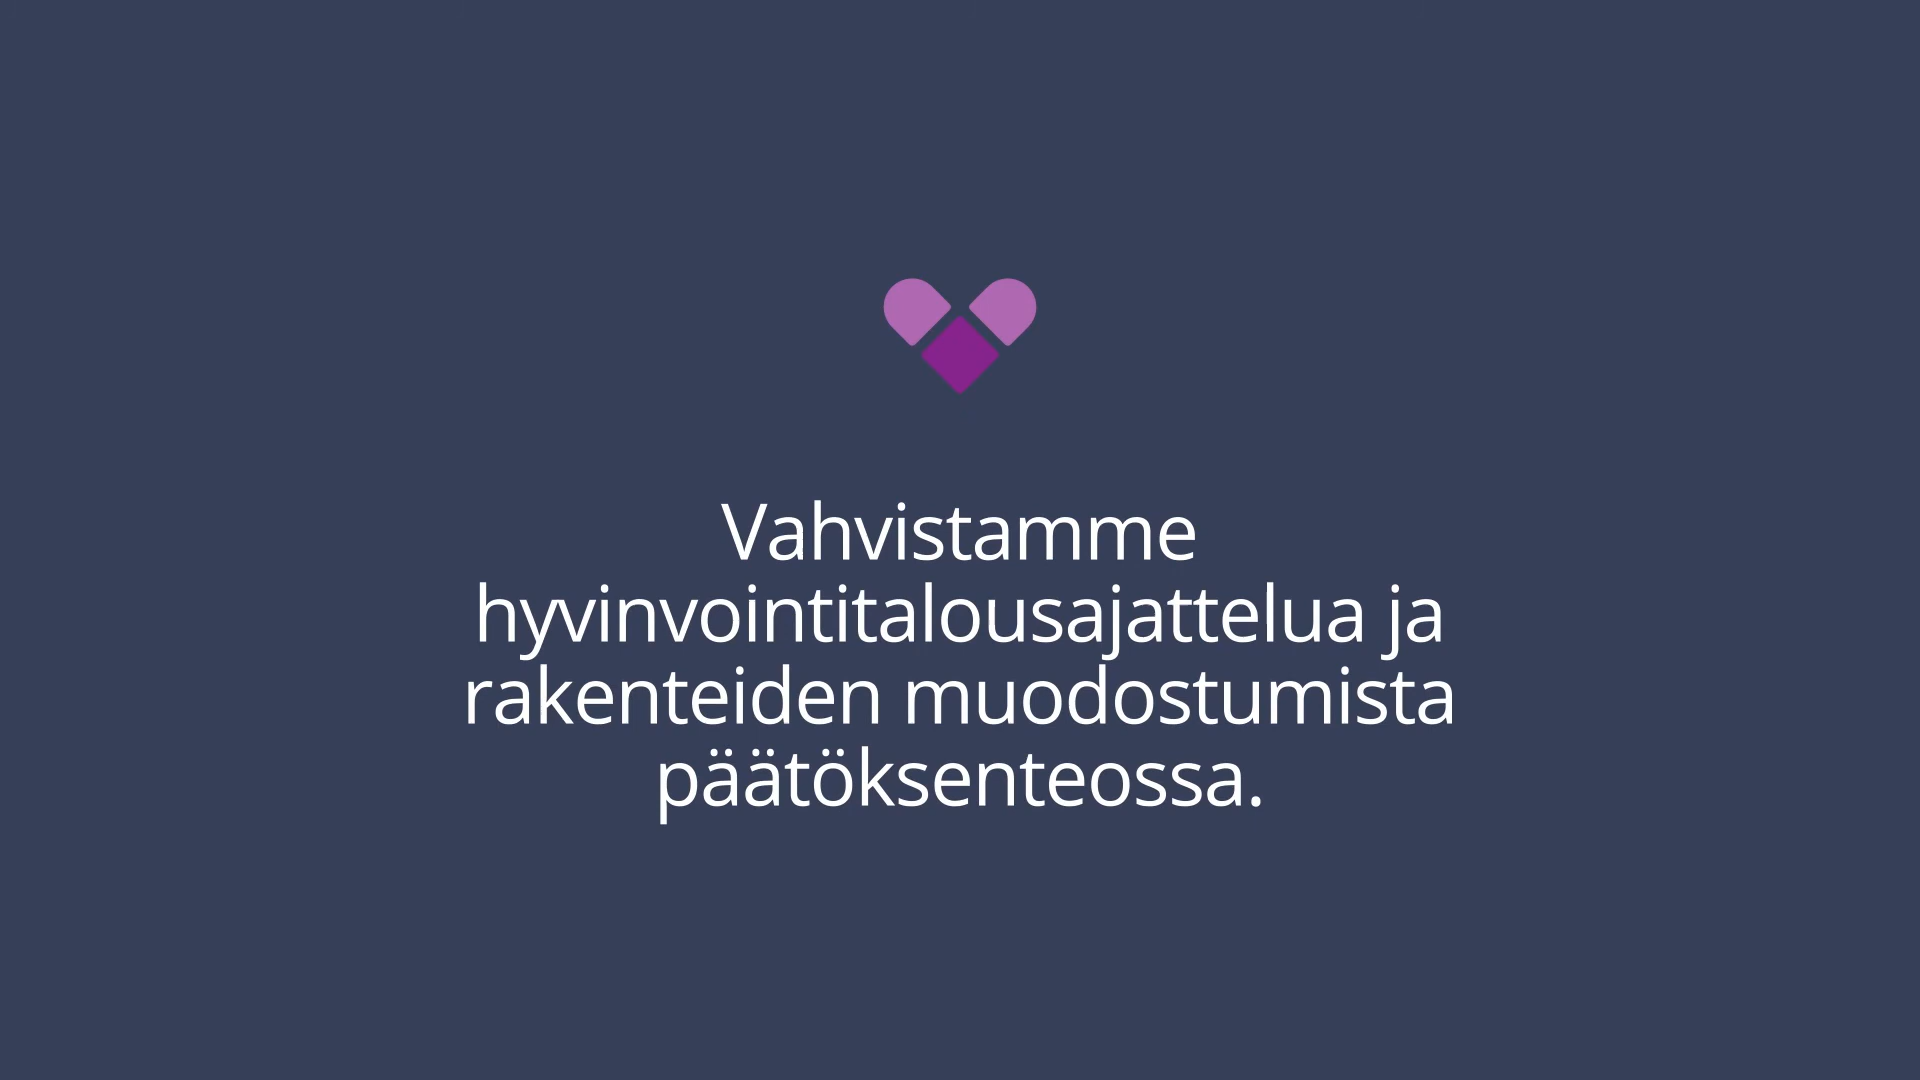 Vahvistamme
hyvinvointitalousajattelua ja
rakenteiden muodostumista
päätöksenteossa.